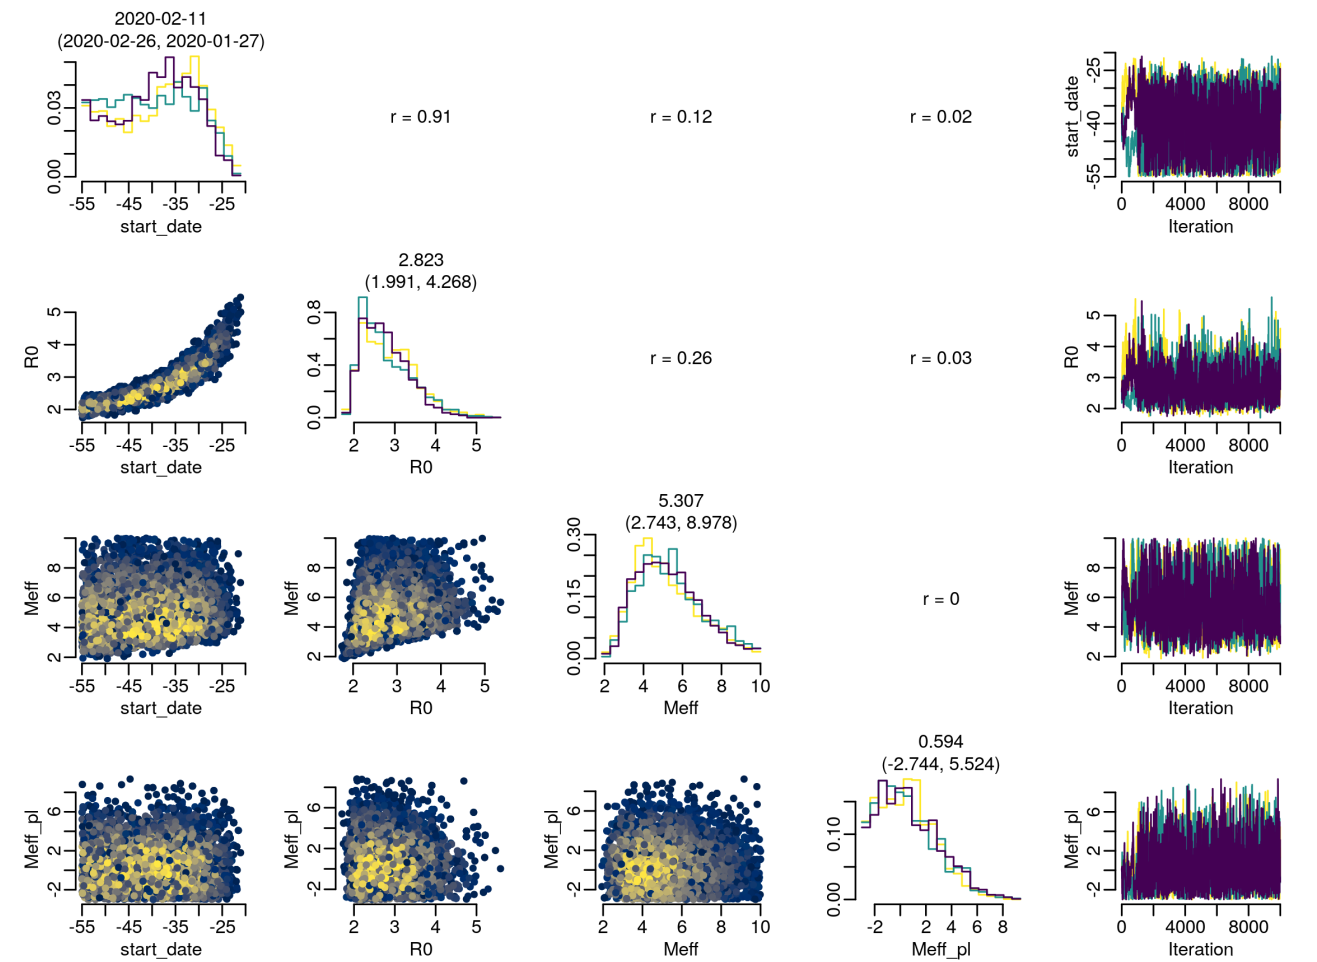 2020-02-11
(2020-02-26, 2020-01-27)
0.00 0.03
-55 -45 -35 -25
start_date
r = 0.91
r = 0.12
r = 0.02
start_date
-55 -40 -25
0 4000 8000
Iteration
R0
2 3 4 5
-55 -45 -35 -25
start_date
2.823
(1.991, 4.268)
0.0 0.4 0.8
2 3 4 5
R0
r = 0.26
r = 0.03
R0
2 3 4 5
0 4000 8000
Iteration
Meff
2 4 6 8
-55 -45 -35 -25
start_date
Meff
2 4 6 8
2 3 4 5
R0
5.307
(2.743, 8.978)
0.00 0.15 0.30
2 4 6 8 10
Meff
r = 0
Meff
2 4 6 8
0 4000 8000
Iteration
Meff_pl
-2 2 6
-55 -45 -35 -25
start_date
Meff_pl
-2 2 6
2 3 4 5
R0
Meff_pl
-2 2 6
2 4 6 8 10
Meff
0.594
(-2.744, 5.524)
0.00 0.10
-2 2 4 6 8
Meff_pl
Meff_pl
-2 2 6
0 4000 8000
Iteration